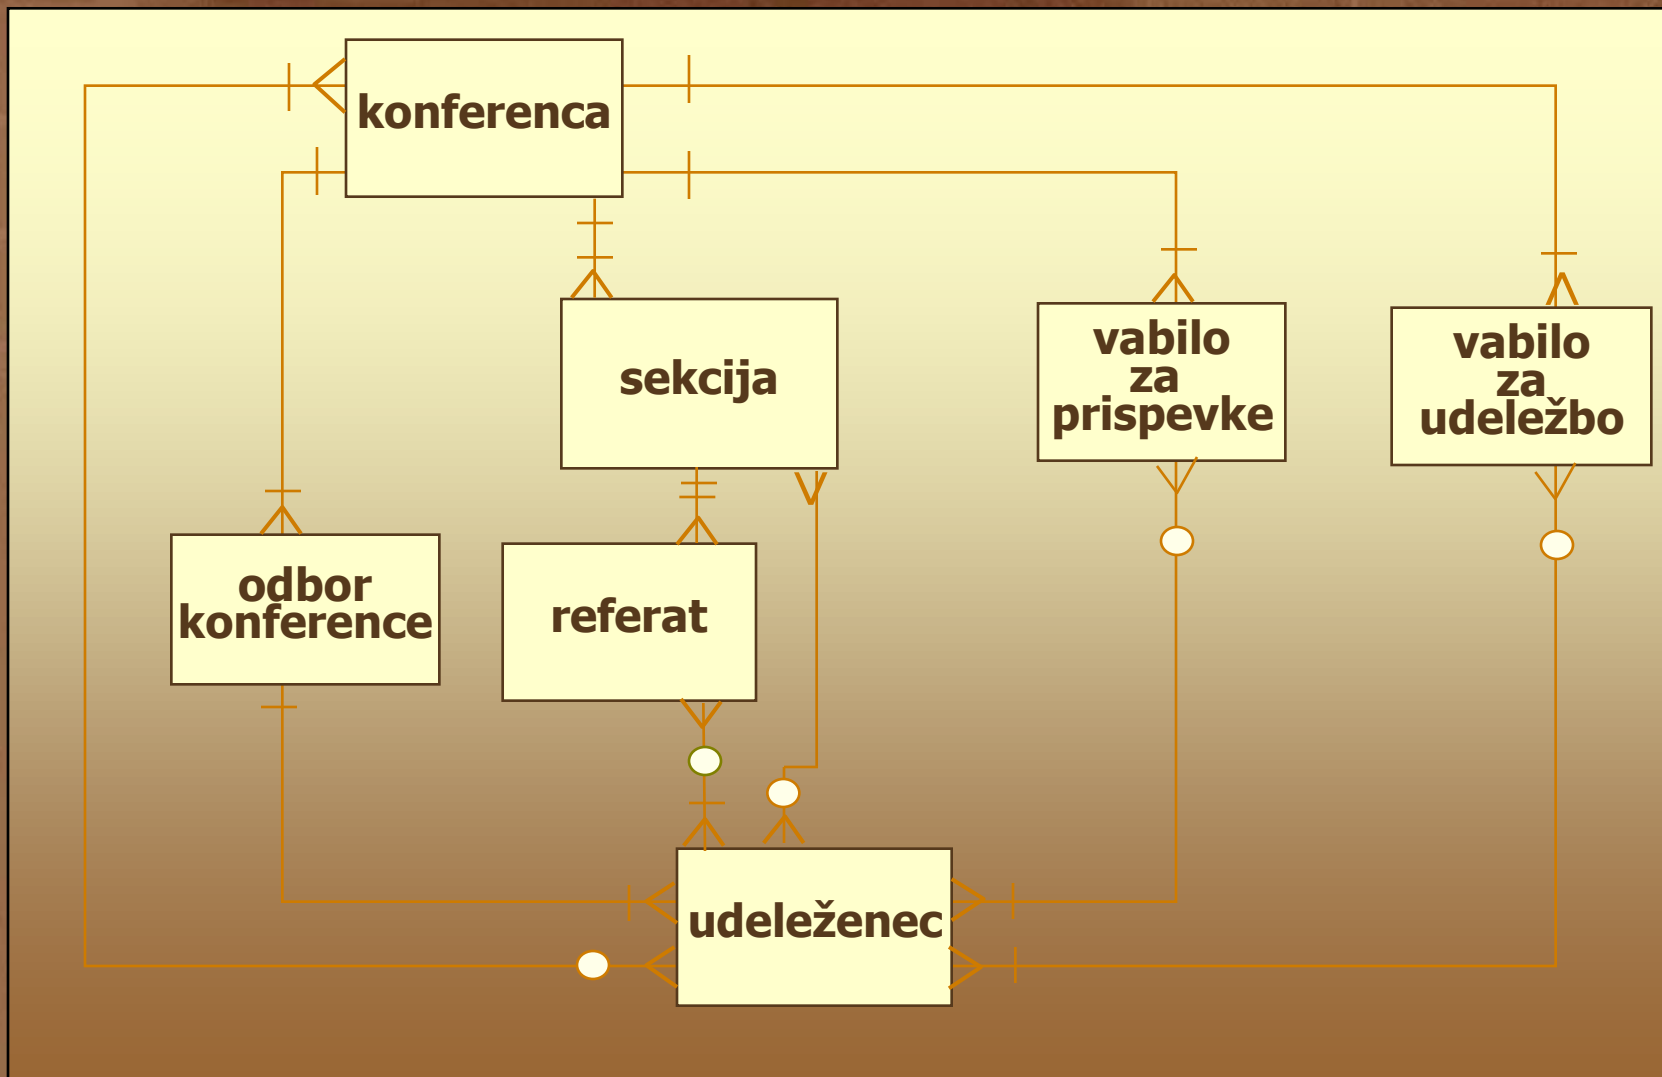 konferenca
sekcija
vabilo
za
prispevke
vabilo
za
udeležbo
odbor
konference
referat
udeleženec